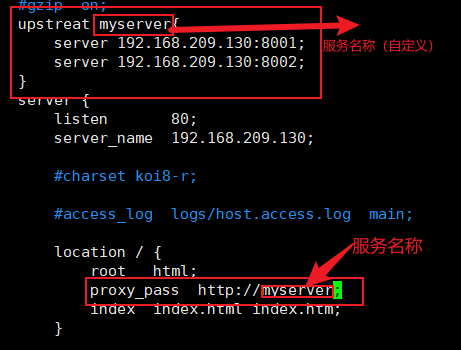 #gzip  on;
upstreat myserver{
server 192.168.209.130:8001;
服务名称（自定义）
server 192.168.209.130:8002;
}
server {
listen       80;
server_name  192.168.209.130;
#charset koi8-r;
#access_log  logs/host.access.log  main;
服务名称
location / {
root   html;
proxy_pass  http://myserver;
index  index.html index.htm;
}